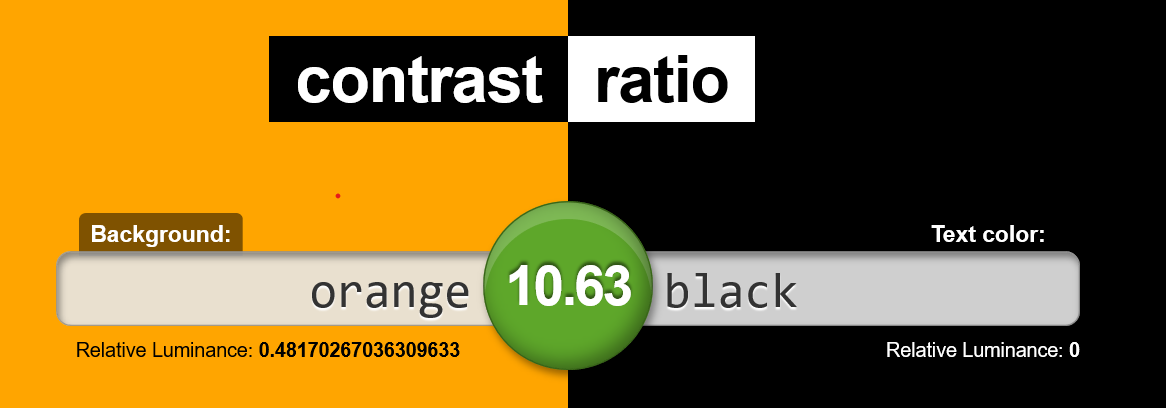 contrast ratio
Background:
Text color:
orange 10.63 black
Relative Luminance: 0.48170267036309633
Relative Luminance: 0